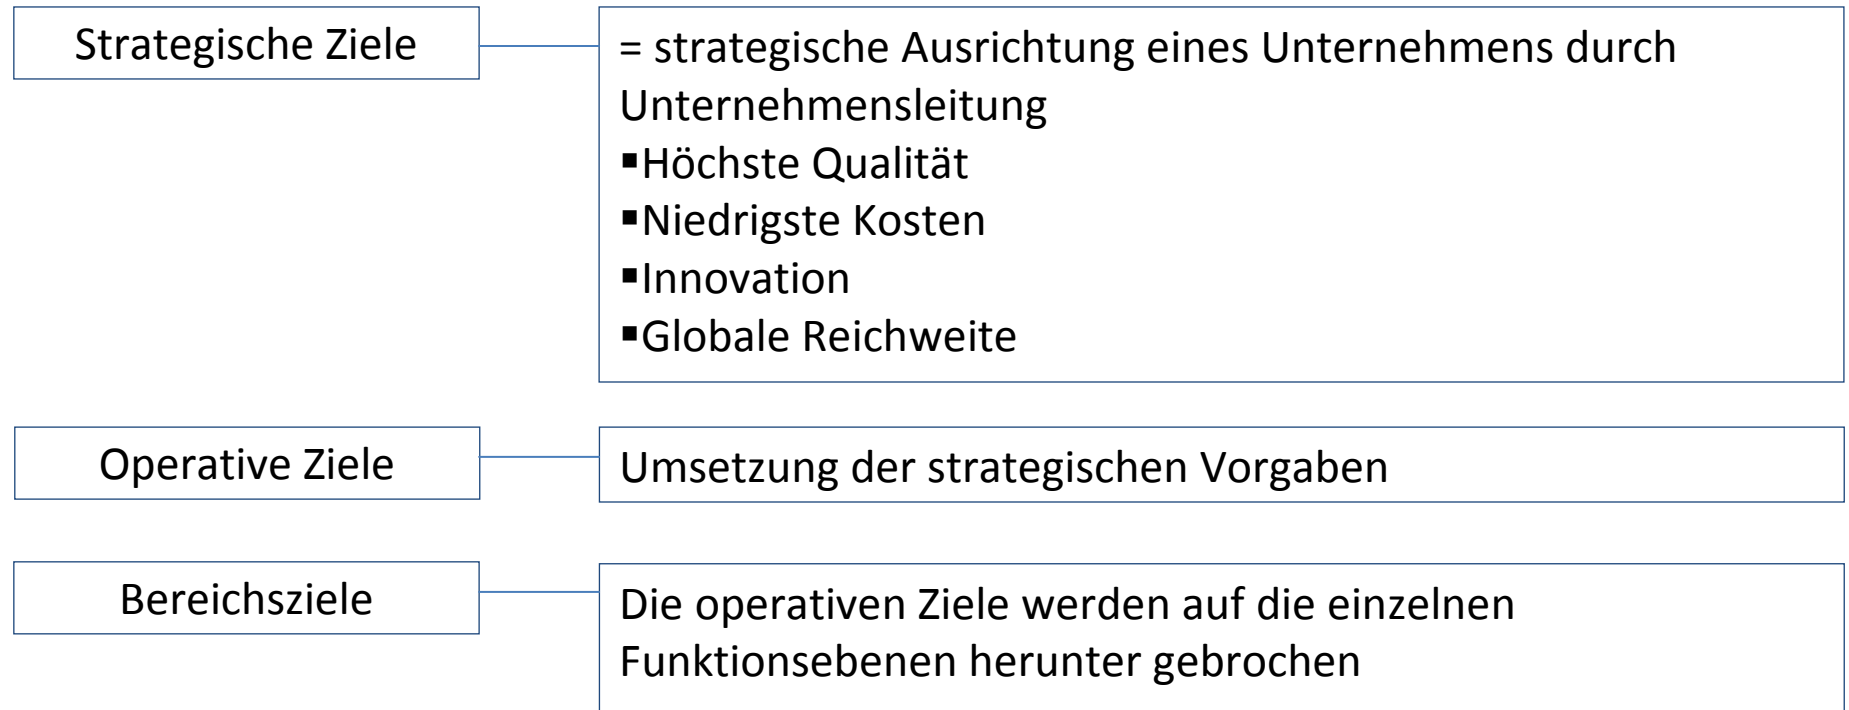 Strategische Ziele
= strategische Ausrichtung eines Unternehmens durch
Unternehmensleitung
▪Höchste Qualität
▪Niedrigste Kosten
▪Innovation
▪Globale Reichweite
Operative Ziele
Umsetzung der strategischen Vorgaben
Bereichsziele
Die operativen Ziele werden auf die einzelnen
Funktionsebenen herunter gebrochen